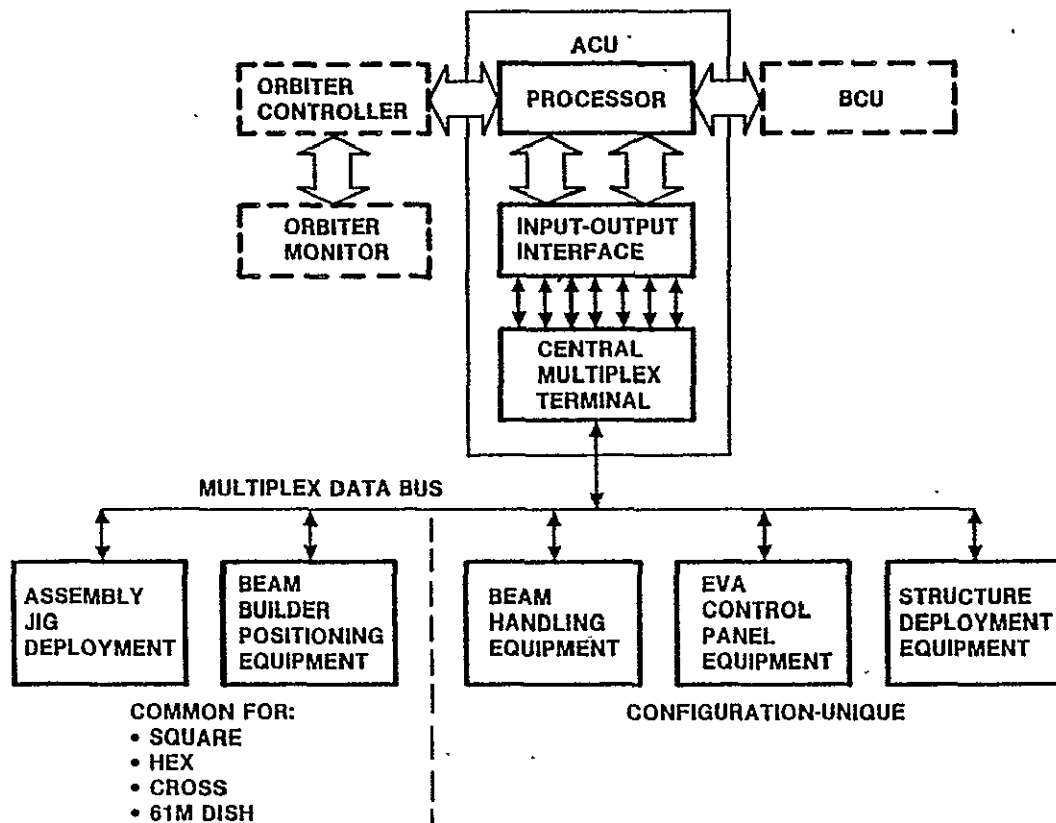 ACU
ORBITER
CONTROLLER
PROCESSOR
BCU
ORBITER
MONITOR
INPUT-OUTPUT
INTERFACE
CENTRAL
MULTIPLEX
TERMINAL
MULTIPLEX DATA BUS
ASSEMBLY
JIG
DEPLOYMENT
BEAM
BUILDER
POSITIONING
EQUIPMENT
BEAM
HANDLING
EQUIPMENT
EVA
CONTROL
PANEL
EQUIPMENT
STRUCTURE
DEPLOYMENT
EQUIPMENT
COMMON FOR:
• SQUARE
• HEX
• CROSS
• 61M DISH
CONFIGURATION-UNIQUE